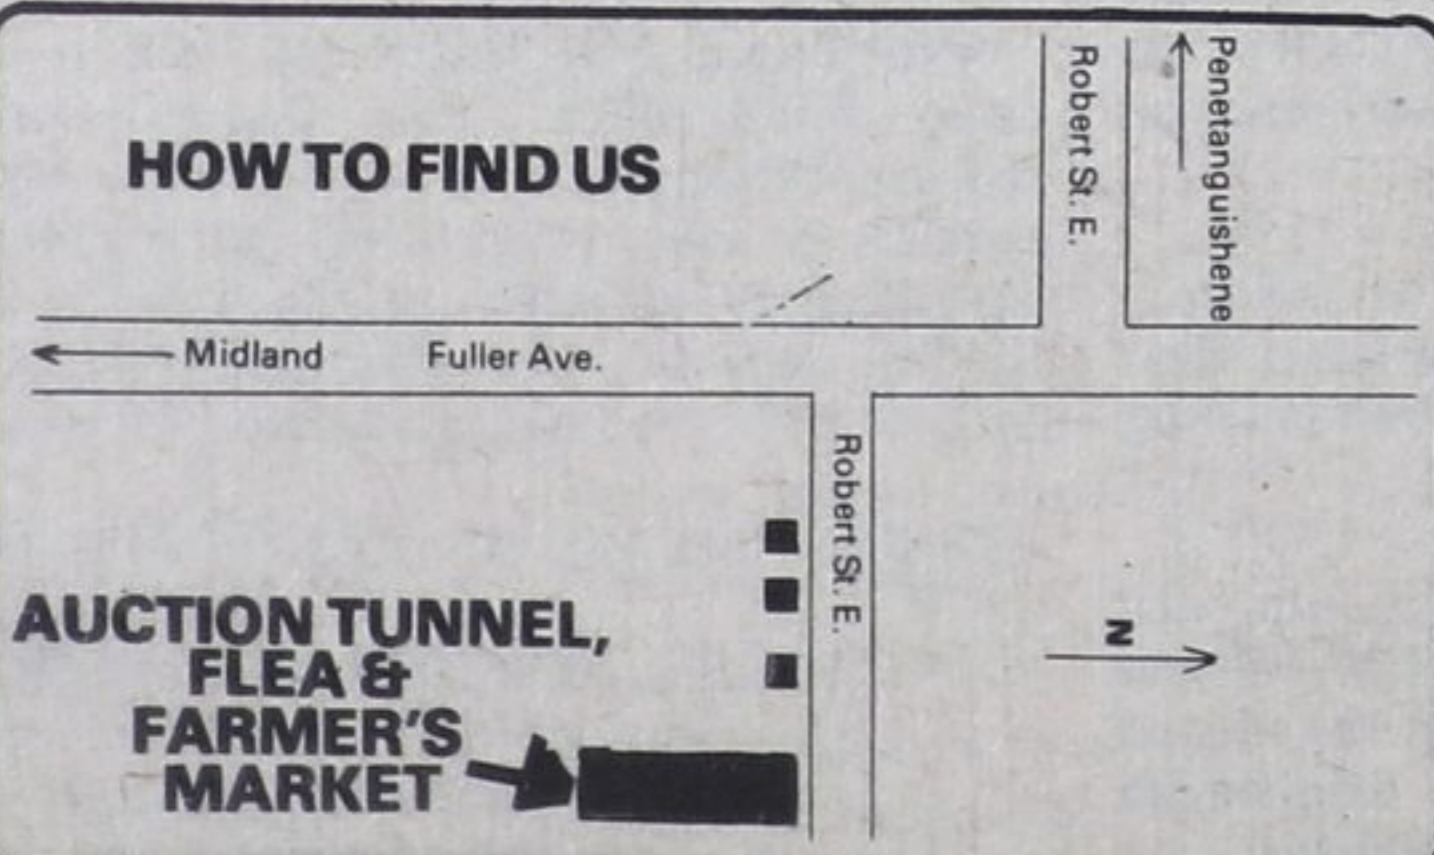 HOW TO FIND US
Robert St. E.
Penetanguishene
Midland
Fuller Ave.
Robert St. E.
N
AUCTION TUNNEL,
FLEA &
FARMER'S
MARKET